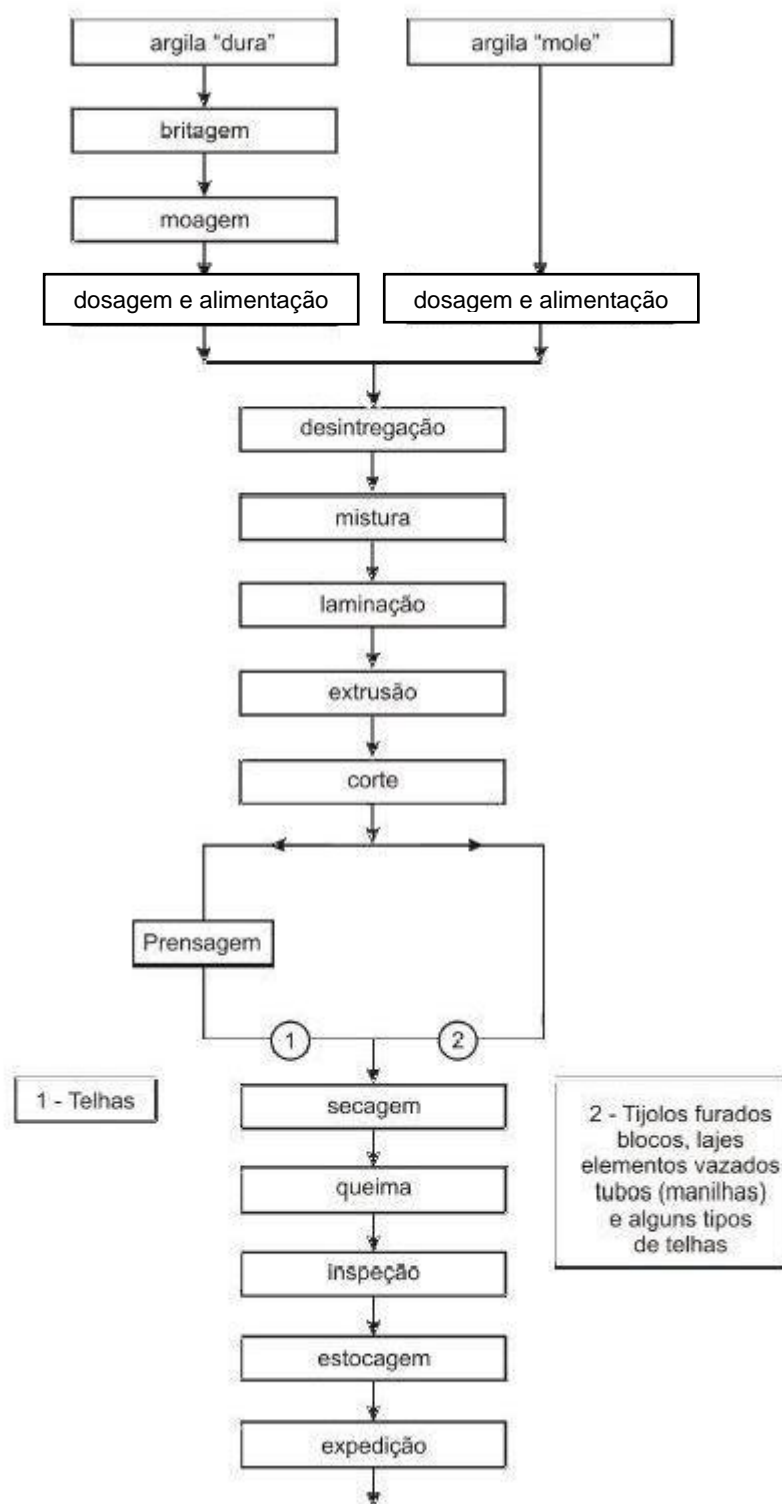 argila “dura”
argila “mole”
britagem
moagem
dosagem e alimentação
dosagem e alimentação
desintregação
mistura
laminação
extrusão
corte
Prensagem
1
2
1 - Telhas
secagem
2 - Tijolos furados
blocos, lajes
elementos vazados
tubos (manilhas)
e alguns tipos
de telhas
queima
inspeção
estocagem
expedição